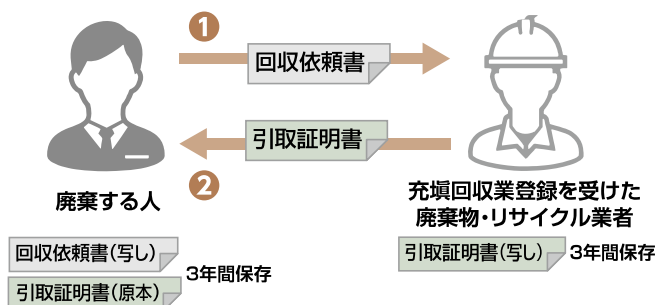 1
回収依頼書
引取証明書
2
廃棄する人
充塡回収業登録を受けた
廃棄物・リサイクル業者
回収依頼書(写し)
引取証明書(原本)
3年間保存
引取証明書(写し)
3年間保存